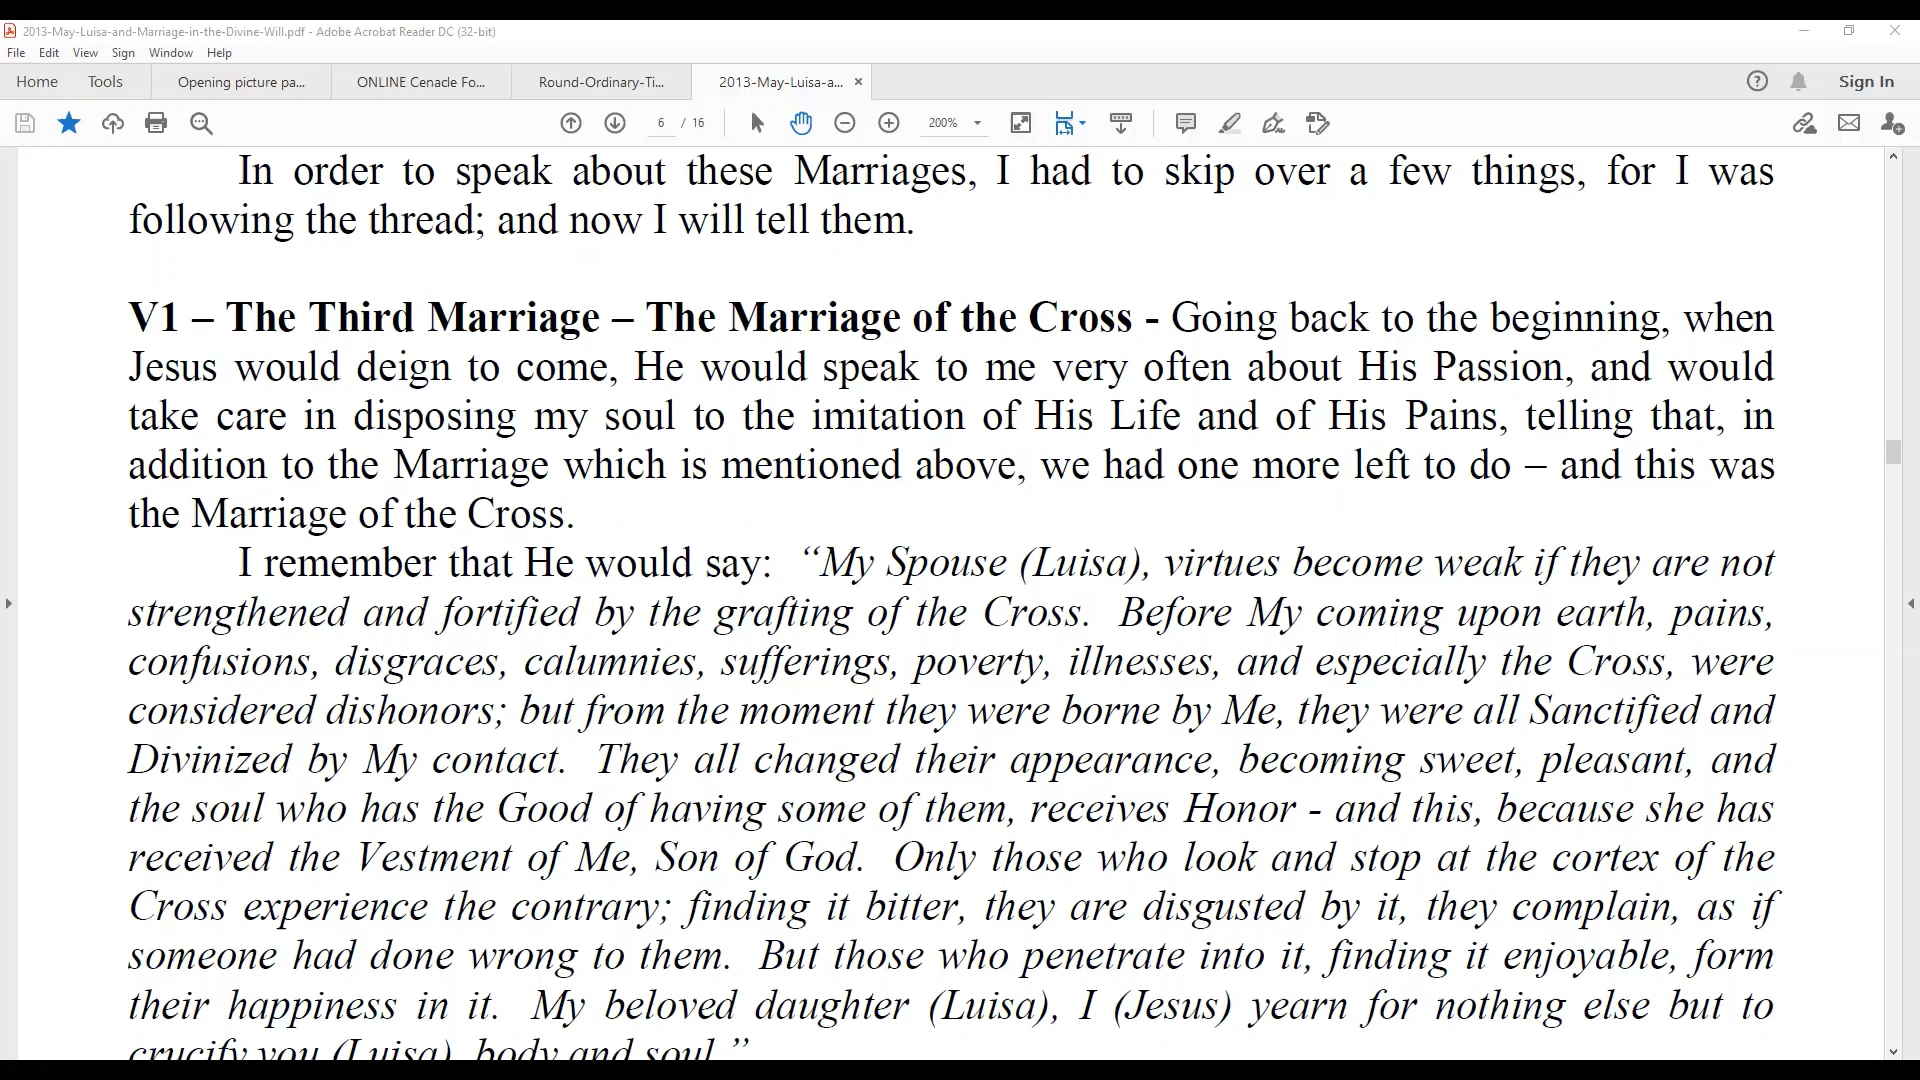 2013-May-Luisa-and-Marriage-in-the-Divine-Will.pdf - Adobe Acrobat Reader DC (32-bit)
File Edit View Sign Window Help
Home Tools Opening picture pa... ONLINE Cenacle Fo... Round-Ordinary-Ti... 2013-May-Luisa-a... × Sign In
6 / 16 200%
In order to speak about these Marriages, I had to skip over a few things, for I was
following the thread; and now I will tell them.
V1 – The Third Marriage – The Marriage of the Cross - Going back to the beginning, when
Jesus would deign to come, He would speak to me very often about His Passion, and would
take care in disposing my soul to the imitation of His Life and of His Pains, telling that, in
addition to the Marriage which is mentioned above, we had one more left to do – and this was
the Marriage of the Cross.
I remember that He would say: “My Spouse (Luisa), virtues become weak if they are not
strengthened and fortified by the grafting of the Cross. Before My coming upon earth, pains,
confusions, disgraces, calumnies, sufferings, poverty, illnesses, and especially the Cross, were
considered dishonors; but from the moment they were borne by Me, they were all Sanctified and
Divinized by My contact. They all changed their appearance, becoming sweet, pleasant, and
the soul who has the Good of having some of them, receives Honor - and this, because she has
received the Vestment of Me, Son of God. Only those who look and stop at the cortex of the
Cross experience the contrary; finding it bitter, they are disgusted by it, they complain, as if
someone had done wrong to them. But those who penetrate into it, finding it enjoyable, form
their happiness in it. My beloved daughter (Luisa), I (Jesus) yearn for nothing else but to
crucify you (Luisa), body and soul.”